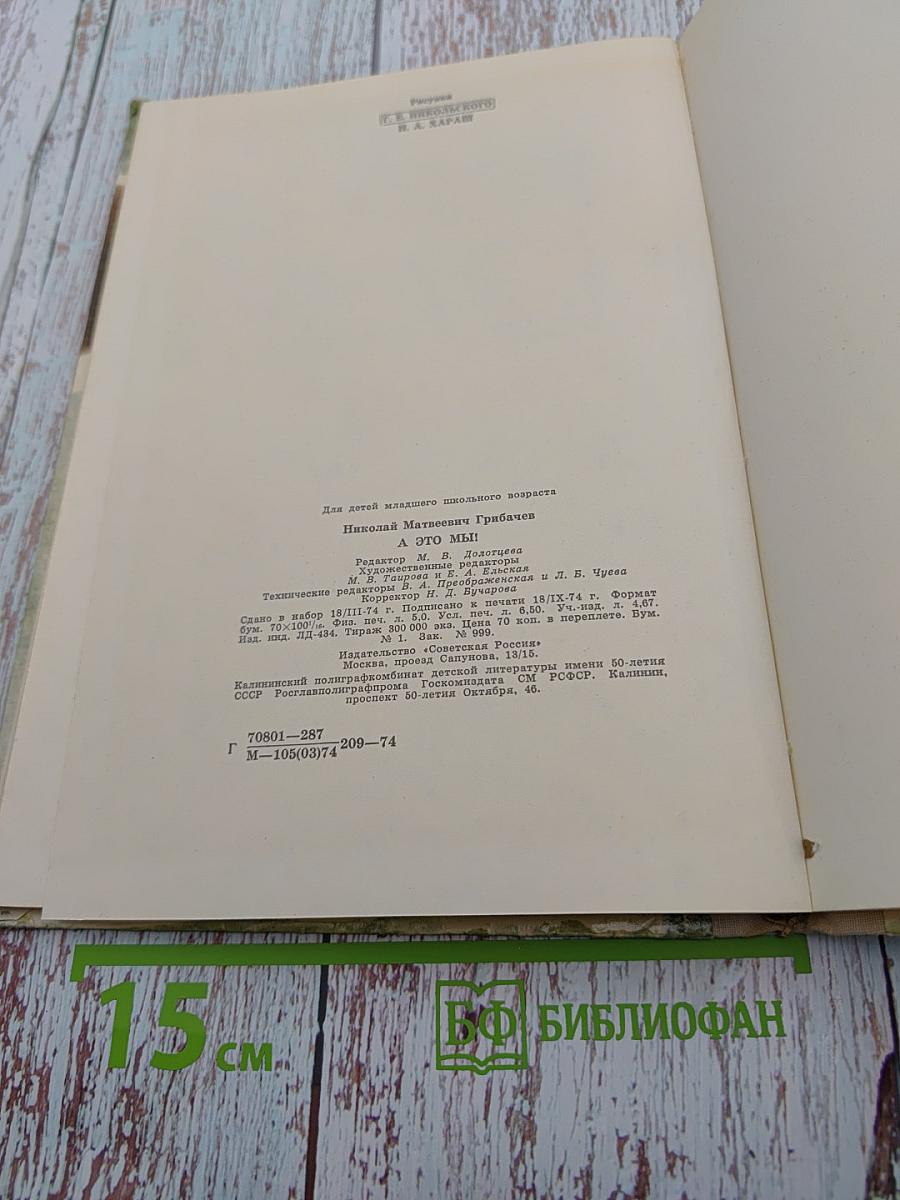 Рисунки
Г. Е. НИКОЛЬСКОГО
Н. А. ХАРАШ
Для детей младшего школьного возраста
Николай Матвеевич Грибачев
А ЭТО МЫ!
Редактор М. В. Долотцева
Художественные редакторы
М. В. Таирова и Е. А. Ельская
Технические редакторы В. А. Преображенская и Л. Б. Чуева
Корректор Н. Д. Бучарова
Сдано в набор 18/III-74 г. Подписано к печати 18/IX-74 г. Формат
бум. 70×100¹/₁₆. Физ. печ. л. 5,0. Усл. печ. л. 6,50. Уч.-изд. л. 4,67.
Изд. инд. ЛД-434. Тираж 300 000 экз. Цена 70 коп. в переплете. Бум.
№ 1. Зак. № 999.
Издательство «Советская Россия»
Москва, проезд Сапунова, 13/15.
Калининский полиграфкомбинат детской литературы имени 50-летия
СССР Росглавполиграфпрома Госкомиздата СМ РСФСР. Калинин,
проспект 50-летия Октября, 46.
Г 70801—287
М—105(03)74 209—74
15 см
БФ БИБЛИОФАН